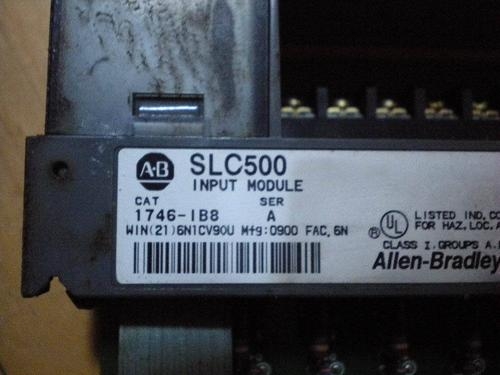 A-B
SLC500
INPUT MODULE
CAT SER
1746-IB8 A
WIN(21)6N1CV90U Mfg:0900 FAC.6N
UL
R
LISTED IND.CO
FOR HAZ.LOC.A
CLASS I.GROUPS A.B
Allen-Bradley